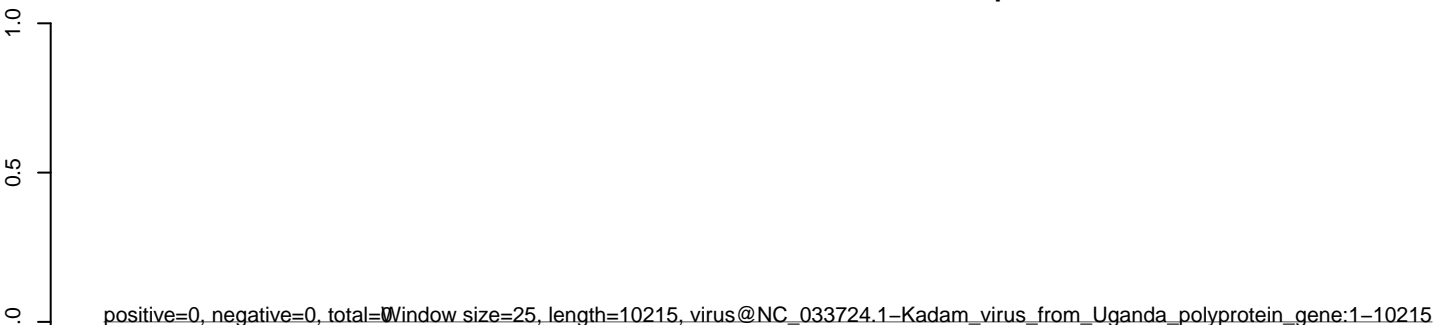 1.0
0.5
.0
positive=0, negative=0, total=0
Window size=25, length=10215, virus@NC_033724.1−Kadam_virus_from_Uganda_polyprotein_gene:1−10215